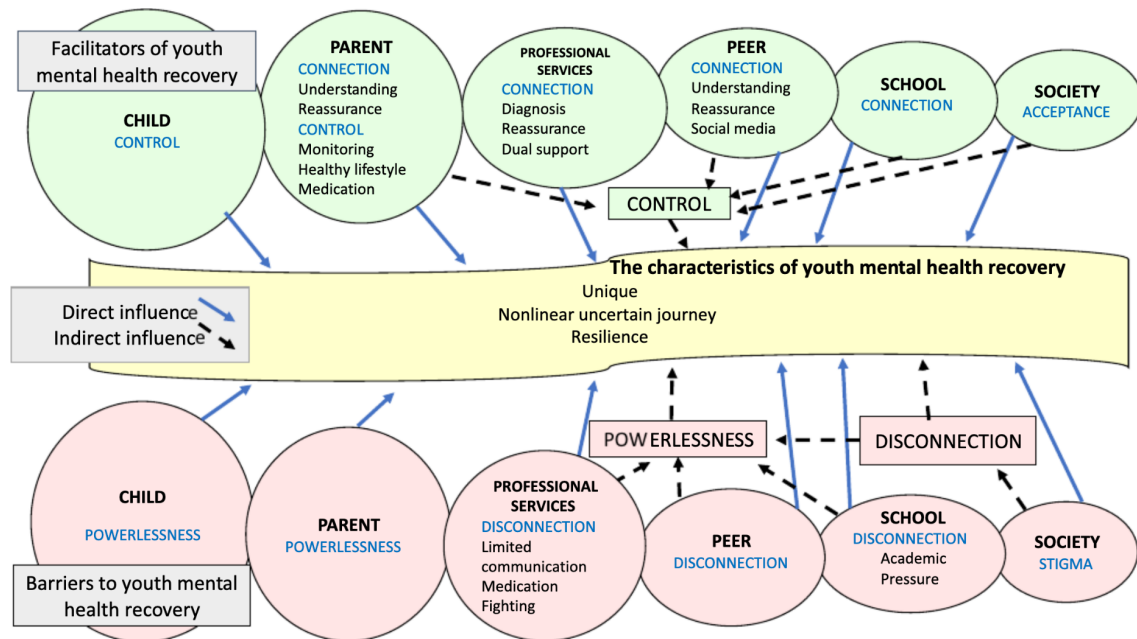 Facilitators of youth
mental health recovery
CHILD
CONTROL
PARENT
CONNECTION
Understanding
Reassurance
CONTROL
Monitoring
Healthy lifestyle
Medication
PROFESSIONAL
SERVICES
CONNECTION
Diagnosis
Reassurance
Dual support
PEER
CONNECTION
Understanding
Reassurance
Social media
SCHOOL
CONNECTION
SOCIETY
ACCEPTANCE
CONTROL
The characteristics of youth mental health recovery
Unique
Nonlinear uncertain journey
Resilience
Direct influence
Indirect influence
POWERLESSNESS
DISCONNECTION
CHILD
POWERLESSNESS
Barriers to youth mental
health recovery
PARENT
POWERLESSNESS
PROFESSIONAL
SERVICES
DISCONNECTION
Limited
communication
Medication
Fighting
PEER
DISCONNECTION
SCHOOL
DISCONNECTION
Academic
Pressure
SOCIETY
STIGMA